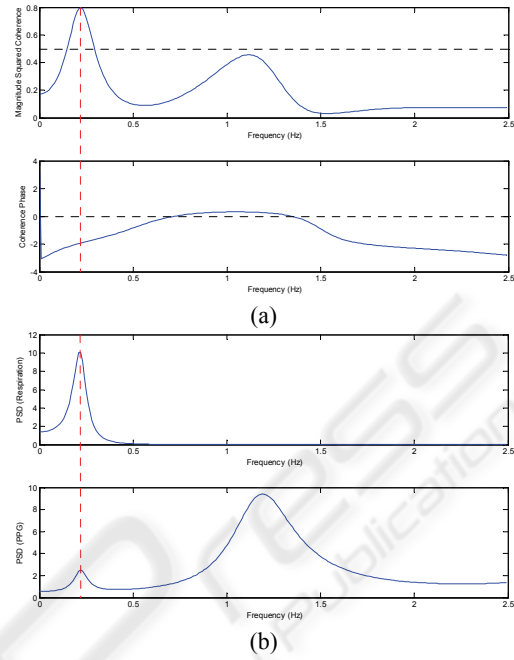 Magnitude Squared Coherence
0.8
0.6
0.4
0.2
0
0 0.5 1 1.5 2 2.5
Frequency (Hz)
Coherence Phase
4
2
0
-2
-4
0 0.5 1 1.5 2 2.5
Frequency (Hz)
(a)
PSD (Respiration)
12
10
8
6
4
2
0
0 0.5 1 1.5 2 2.5
Frequency (Hz)
PSD (PPG)
10
8
6
4
2
0
0 0.5 1 1.5 2 2.5
Frequency (Hz)
(b)
Press
Publication